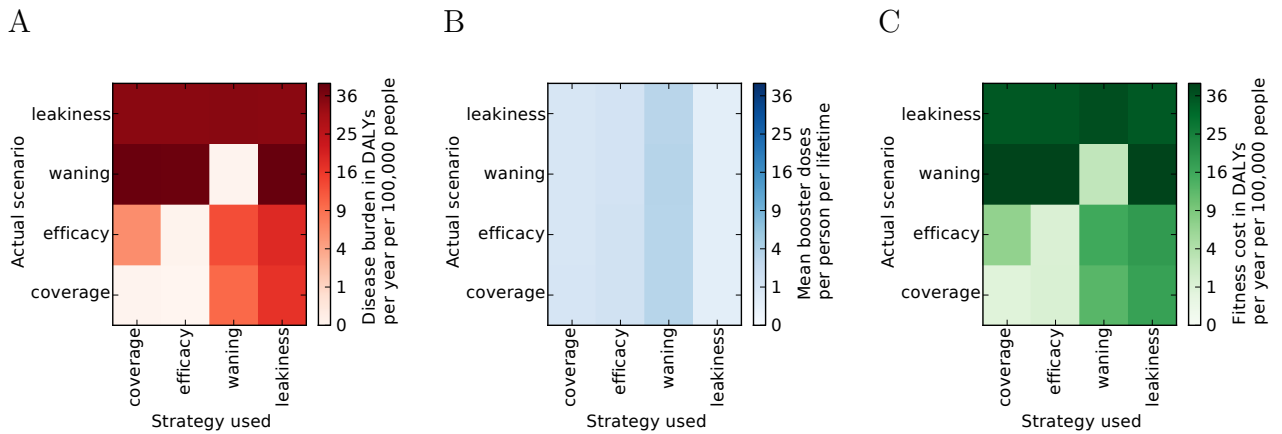 A
B
C
Actual scenario
leakiness
waning
efficacy
coverage
coverage
efficacy
waning
leakiness
Strategy used
36
25
16
9
4
1
0
Disease burden in DALYs
per year per 100,000 people
Actual scenario
leakiness
waning
efficacy
coverage
coverage
efficacy
waning
leakiness
Strategy used
36
25
16
9
4
1
0
Mean booster doses
per person per lifetime
Actual scenario
leakiness
waning
efficacy
coverage
coverage
efficacy
waning
leakiness
Strategy used
36
25
16
9
4
1
0
Fitness cost in DALYs
per year per 100,000 people